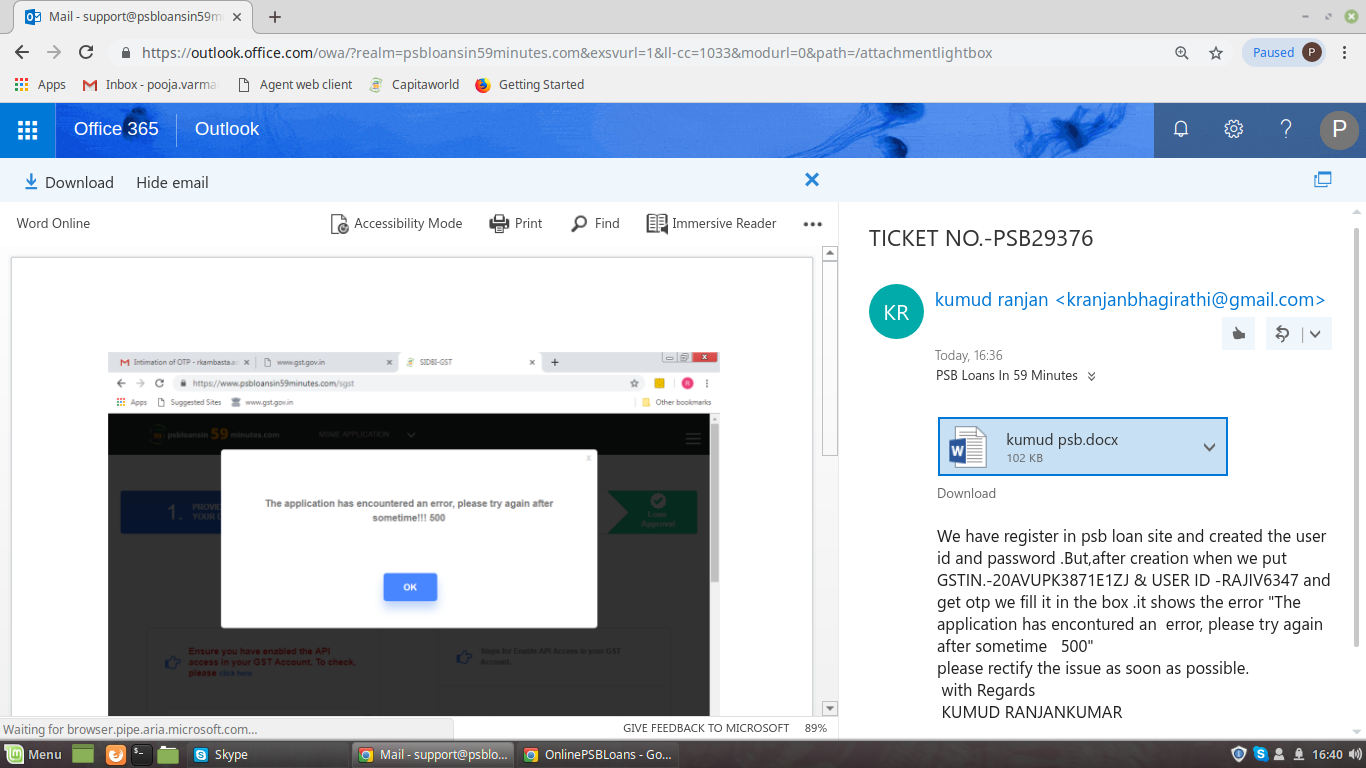 Mail - support@psbloansin59m
https://outlook.office.com/owa/?realm=psbloansin59minutes.com&exsvurl=1&ll-cc=1033&modurl=0&path=/attachmentlightbox
Paused
P
Apps
Inbox - pooja.varma
Agent web client
Capitaworld
Getting Started
Office 365
Outlook
?
P
Download
Hide email
Word Online
Accessibility Mode
Print
Find
Immersive Reader
Intimation of OTP - rkambasta.a
www.gst.gov.in
SIDBI-GST
https://www.psbloansin59minutes.com/sgst
Apps
Suggested Sites
www.gst.gov.in
Other bookmarks
psbloansin 59 minutes.com
MSME APPLICATION
1.
Loan
Approval
x
The application has encountered an error, please try again after
sometime!!! 500
OK
Ensure you have enabled the API
access in your GST Account. To check,
please click here
Steps for Enable API Access in your GST
Account.
GIVE FEEDBACK TO MICROSOFT
89%
TICKET NO.-PSB29376
KR
kumud ranjan <kranjanbhagirathi@gmail.com>
Today, 16:36
PSB Loans In 59 Minutes
W
kumud psb.docx
102 KB
Download
We have register in psb loan site and created the user
id and password .But,after creation when we put
GSTIN.-20AVUPK3871E1ZJ & USER ID -RAJIV6347 and
get otp we fill it in the box .it shows the error "The
application has encontured an error, please try again
after sometime 500"
please rectify the issue as soon as possible.
with Regards
KUMUD RANJANKUMAR
Waiting for browser.pipe.aria.microsoft.com...
Menu
Skype
Mail - support@psblo...
OnlinePSBLoans - Go...
16:40